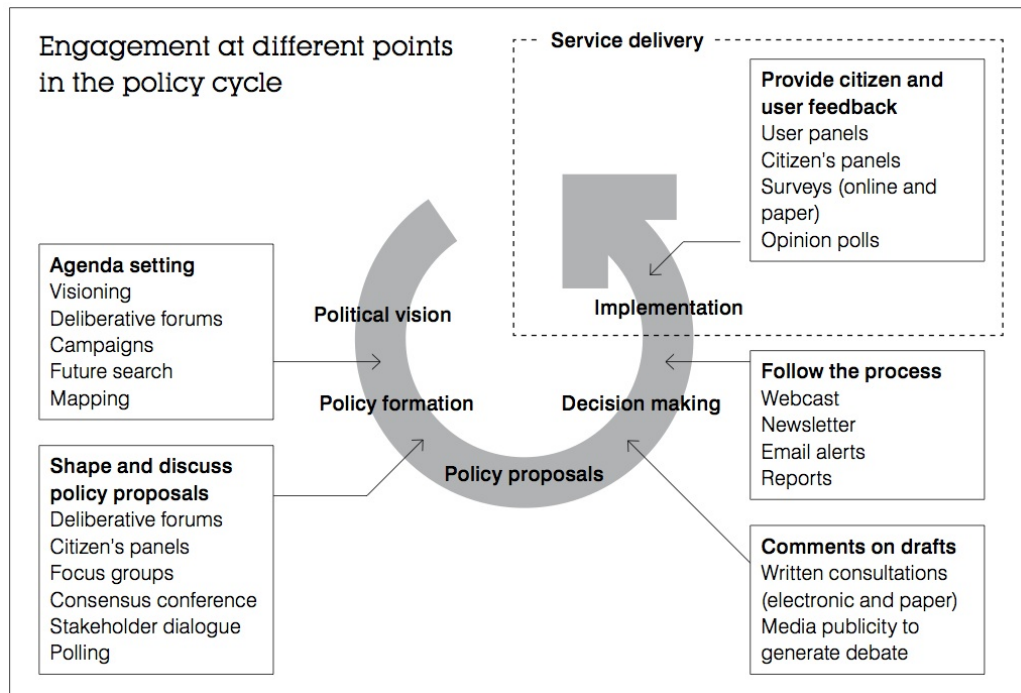 Engagement at different points
in the policy cycle
Service delivery
Provide citizen and
user feedback
User panels
Citizen's panels
Surveys (online and
paper)
Opinion polls
Agenda setting
Visioning
Deliberative forums
Campaigns
Future search
Mapping
Political vision
Implementation
Policy formation
Decision making
Policy proposals
Follow the process
Webcast
Newsletter
Email alerts
Reports
Shape and discuss
policy proposals
Deliberative forums
Citizen's panels
Focus groups
Consensus conference
Stakeholder dialogue
Polling
Comments on drafts
Written consultations
(electronic and paper)
Media publicity to
generate debate